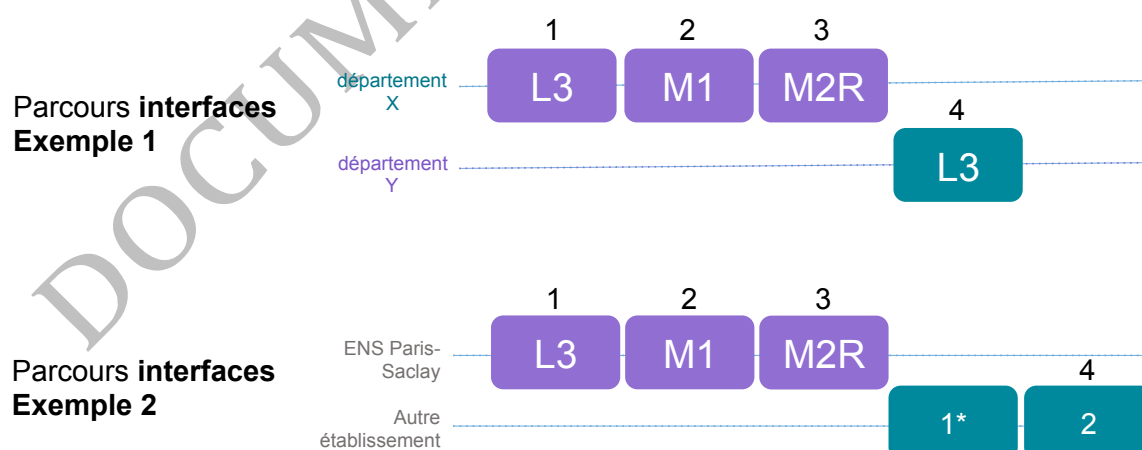 1 2 3
département
X
L3 M1 M2R
Parcours interfaces
Exemple 1
4
département
Y
L3
1 2 3
ENS Paris-
Saclay
L3 M1 M2R
Parcours interfaces
Exemple 2
4
Autre
établissement
1* 2
DOCUM